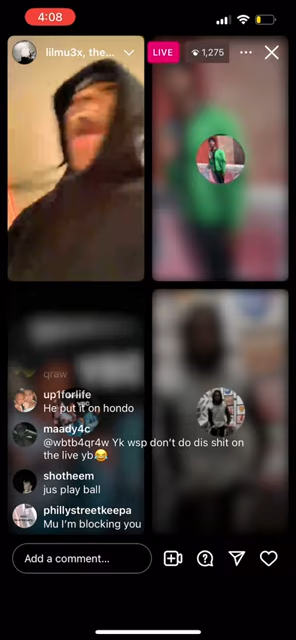 4:08
lilmu3x, the...
LIVE
1,275
qraw
up1forlife
He put it on hondo
maady4c
@wbtb4qr4w Yk wsp don't do dis shit on
the live yb😂
shotheem
jus play ball
phillystreetkeepa
Mu I'm blocking you
Add a comment...